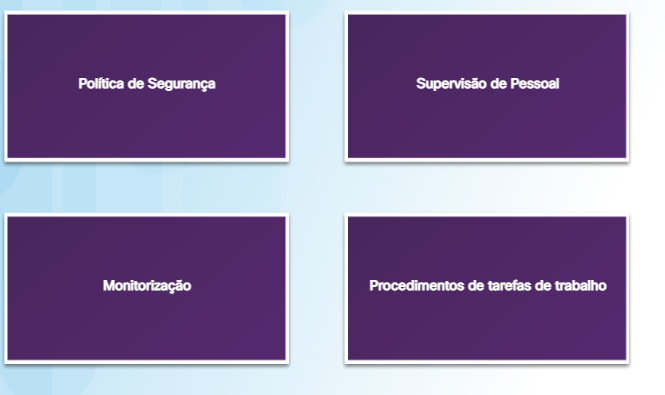 Política de Segurança
Supervisão de Pessoal
Monitorização
Procedimentos de tarefas de trabalho